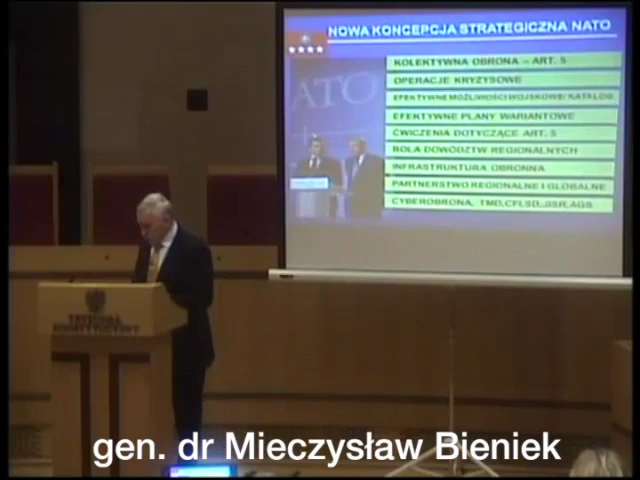 NOWA KONCEPCJA STRATEGICZNA NATO
KOLEKTYWNA OBRONA – ART. 5
OPERACJE KRYZYSOWE
EFEKTYWNE MOŻLIWOŚCI WOJSKOWE/ KATALOG
EFEKTYWNE PLANY WARIANTOWE
ĆWICZENIA DOTYCZĄCE ART. 5
ROLA DOWÓDZTW REGIONALNYCH
INFRASTRUKTURA OBRONNA
PARTNERSTWO REGIONALNE I GLOBALNE
CYBEROBRONA, TMD,CFLSD,JISR,AGS
ATO
TRYBUNAŁ
KONSTYTUCYJNY
gen. dr Mieczysław Bieniek